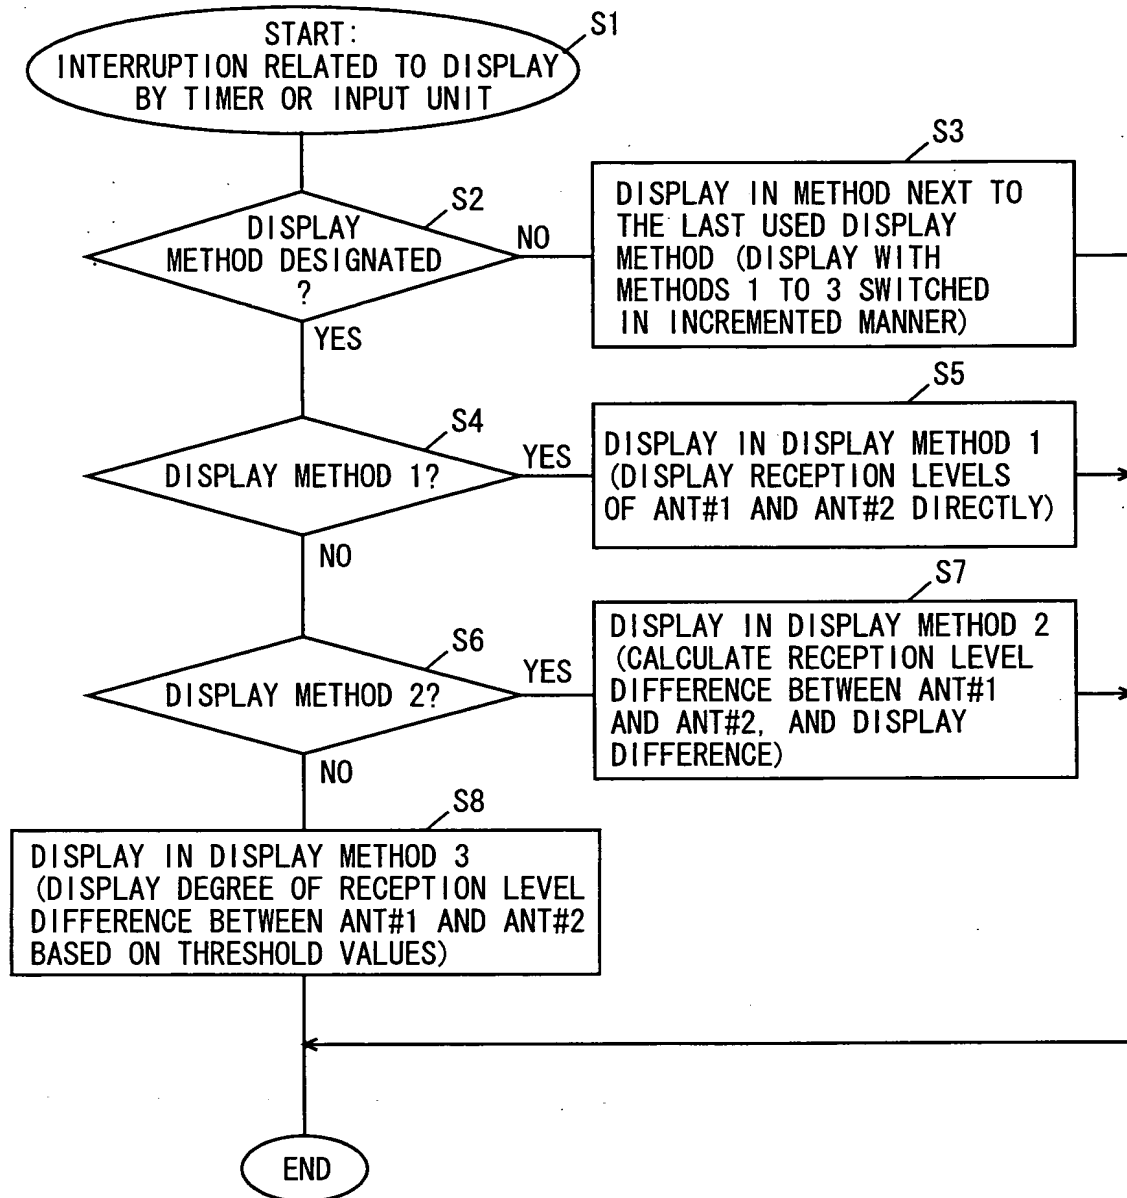 START:
INTERRUPTION RELATED TO DISPLAY
BY TIMER OR INPUT UNIT
S1
DISPLAY
METHOD DESIGNATED
?
S2
NO
YES
S3
DISPLAY IN METHOD NEXT TO
THE LAST USED DISPLAY
METHOD (DISPLAY WITH
METHODS 1 TO 3 SWITCHED
IN INCREMENTED MANNER)
DISPLAY METHOD 1?
S4
YES
NO
S5
DISPLAY IN DISPLAY METHOD 1
(DISPLAY RECEPTION LEVELS
OF ANT#1 AND ANT#2 DIRECTLY)
DISPLAY METHOD 2?
S6
YES
NO
S7
DISPLAY IN DISPLAY METHOD 2
(CALCULATE RECEPTION LEVEL
DIFFERENCE BETWEEN ANT#1
AND ANT#2, AND DISPLAY
DIFFERENCE)
S8
DISPLAY IN DISPLAY METHOD 3
(DISPLAY DEGREE OF RECEPTION LEVEL
DIFFERENCE BETWEEN ANT#1 AND ANT#2
BASED ON THRESHOLD VALUES)
END